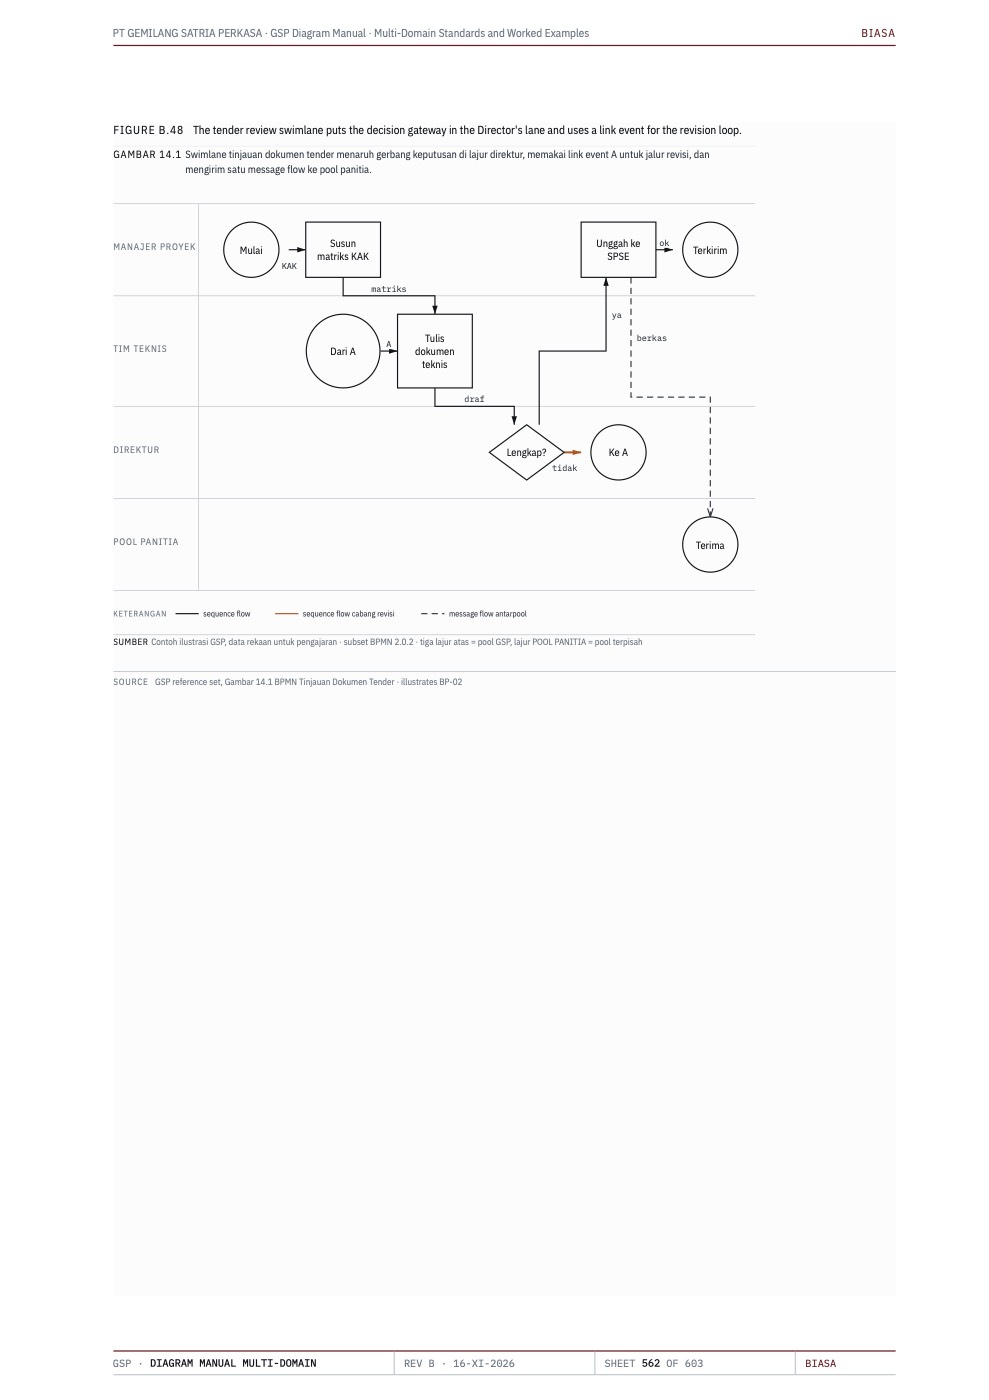 PT GEMILANG SATRIA PERKASA · GSP Diagram Manual · Multi-Domain Standards and Worked Examples
BIASA
FIGURE B.48 The tender review swimlane puts the decision gateway in the Director's lane and uses a link event for the revision loop.
GAMBAR 14.1 Swimlane tinjauan dokumen tender menaruh gerbang keputusan di lajur direktur, memakai link event A untuk jalur revisi, dan
mengirim satu message flow ke pool panitia.
MANAJER PROYEK
Mulai
KAK
Susun
matriks KAK
Unggah ke
SPSE
ok
Terkirim
matriks
ya
berkas
TIM TEKNIS
Dari A
A
Tulis
dokumen
teknis
draf
DIREKTUR
Lengkap?
tidak
Ke A
POOL PANITIA
Terima
KETERANGAN
sequence flow
sequence flow cabang revisi
message flow antarpool
SUMBER Contoh ilustrasi GSP, data rekaan untuk pengajaran · subset BPMN 2.0.2 · tiga lajur atas = pool GSP, lajur POOL PANITIA = pool terpisah
SOURCE GSP reference set, Gambar 14.1 BPMN Tinjauan Dokumen Tender · illustrates BP-02
GSP · DIAGRAM MANUAL MULTI-DOMAIN
REV B · 16-XI-2026
SHEET 562 OF 603
BIASA